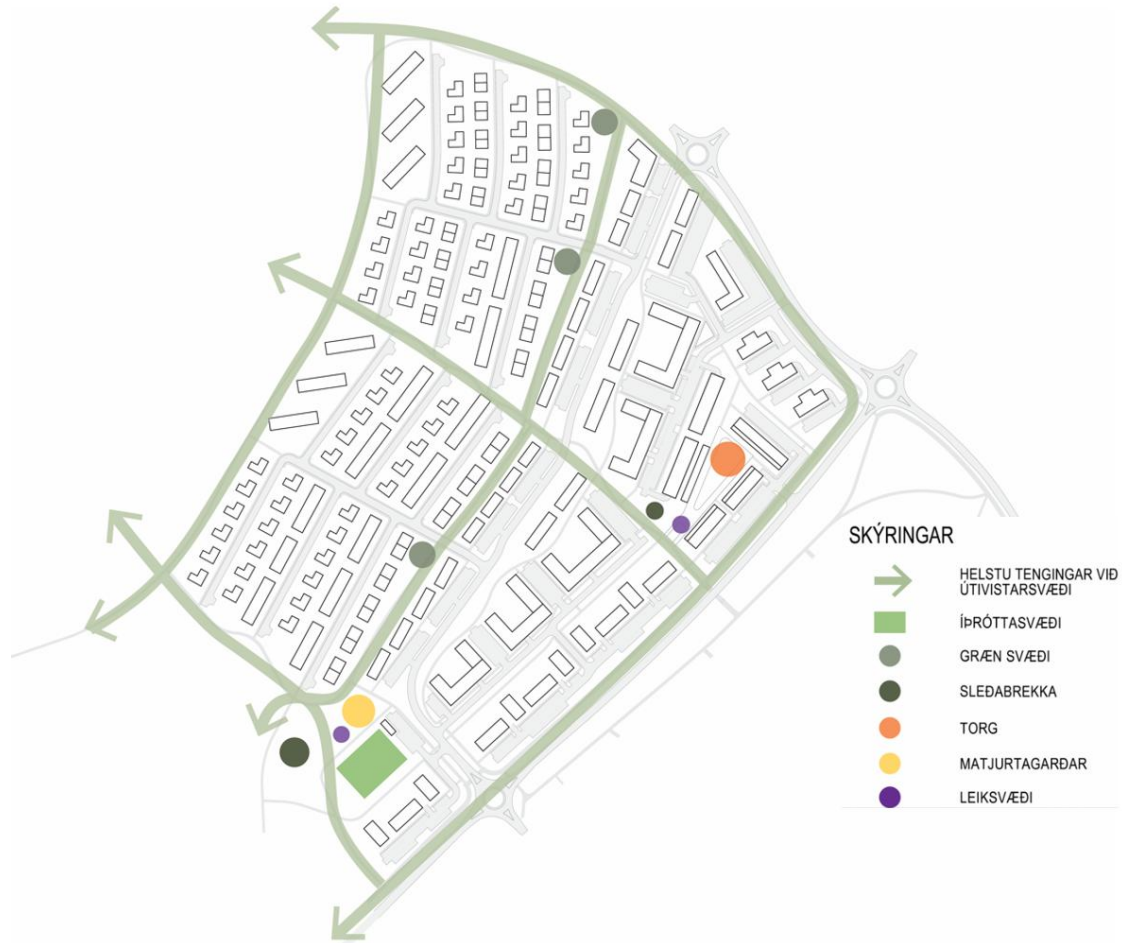 SKÝRINGAR
HELSTU TENGINGAR VIÐ
ÚTIVISTARSVÆÐI
ÍÞRÓTTASVÆÐI
GRÆN SVÆÐI
SLEÐABREKKA
TORG
MATJURTAGARÐAR
LEIKSVÆÐI